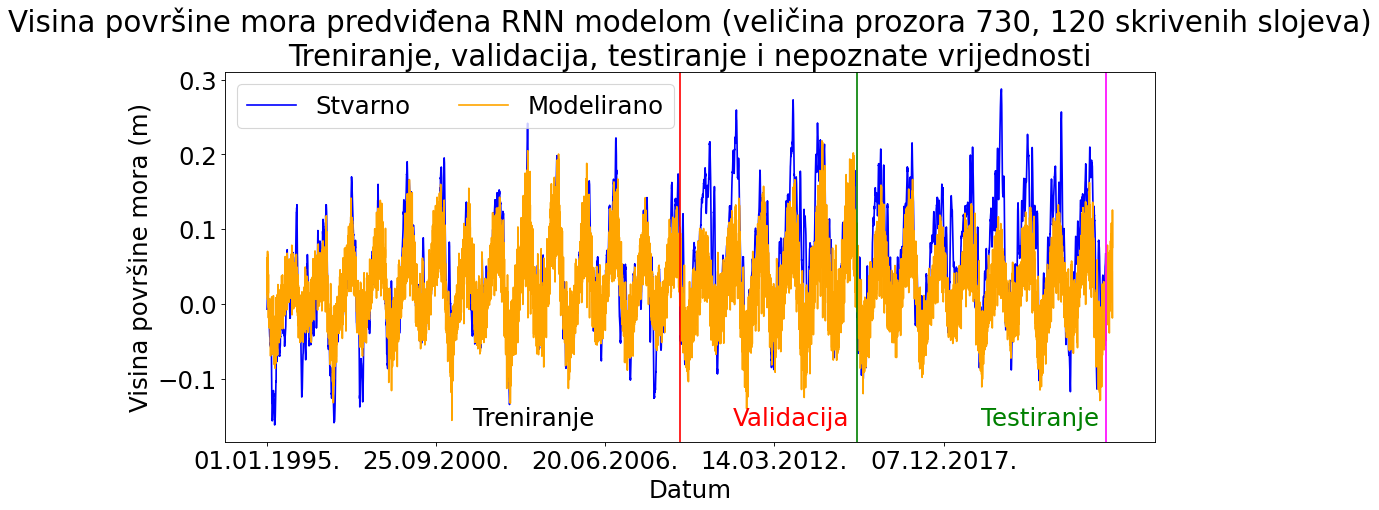 Visina površine mora predviđena RNN modelom (veličina prozora 730, 120 skrivenih slojeva)
Treniranje, validacija, testiranje i nepoznate vrijednosti
Stvarno Modelirano
Visina površine mora (m)
0.3
0.2
0.1
0.0
−0.1
Treniranje Validacija Testiranje
01.01.1995. 25.09.2000. 20.06.2006. 14.03.2012. 07.12.2017.
Datum